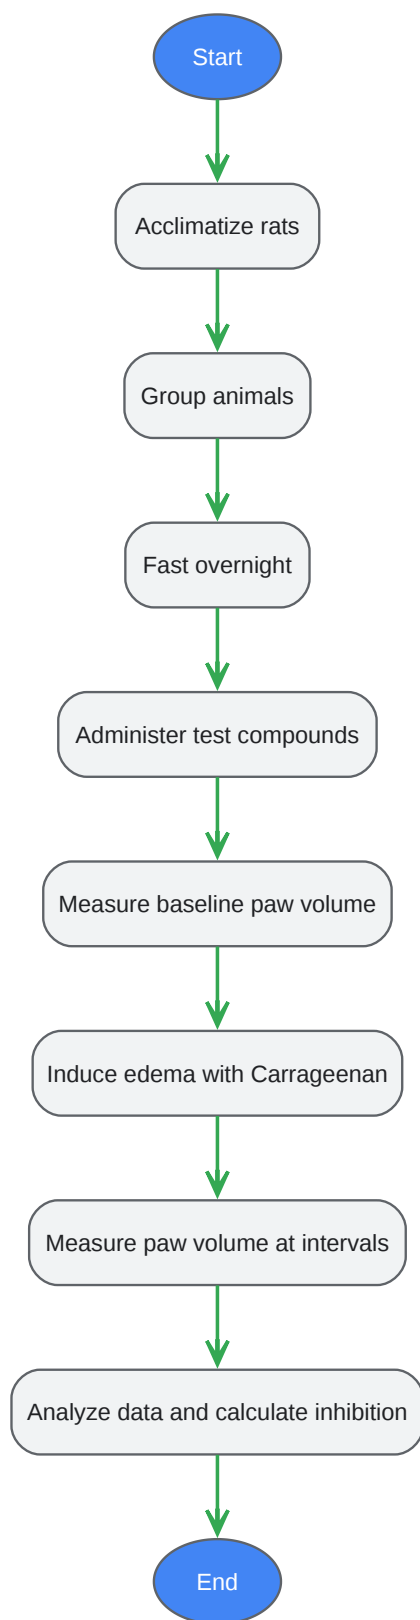 Start
Acclimatize rats
Group animals
Fast overnight
Administer test compounds
Measure baseline paw volume
Induce edema with Carrageenan
Measure paw volume at intervals
Analyze data and calculate inhibition
End